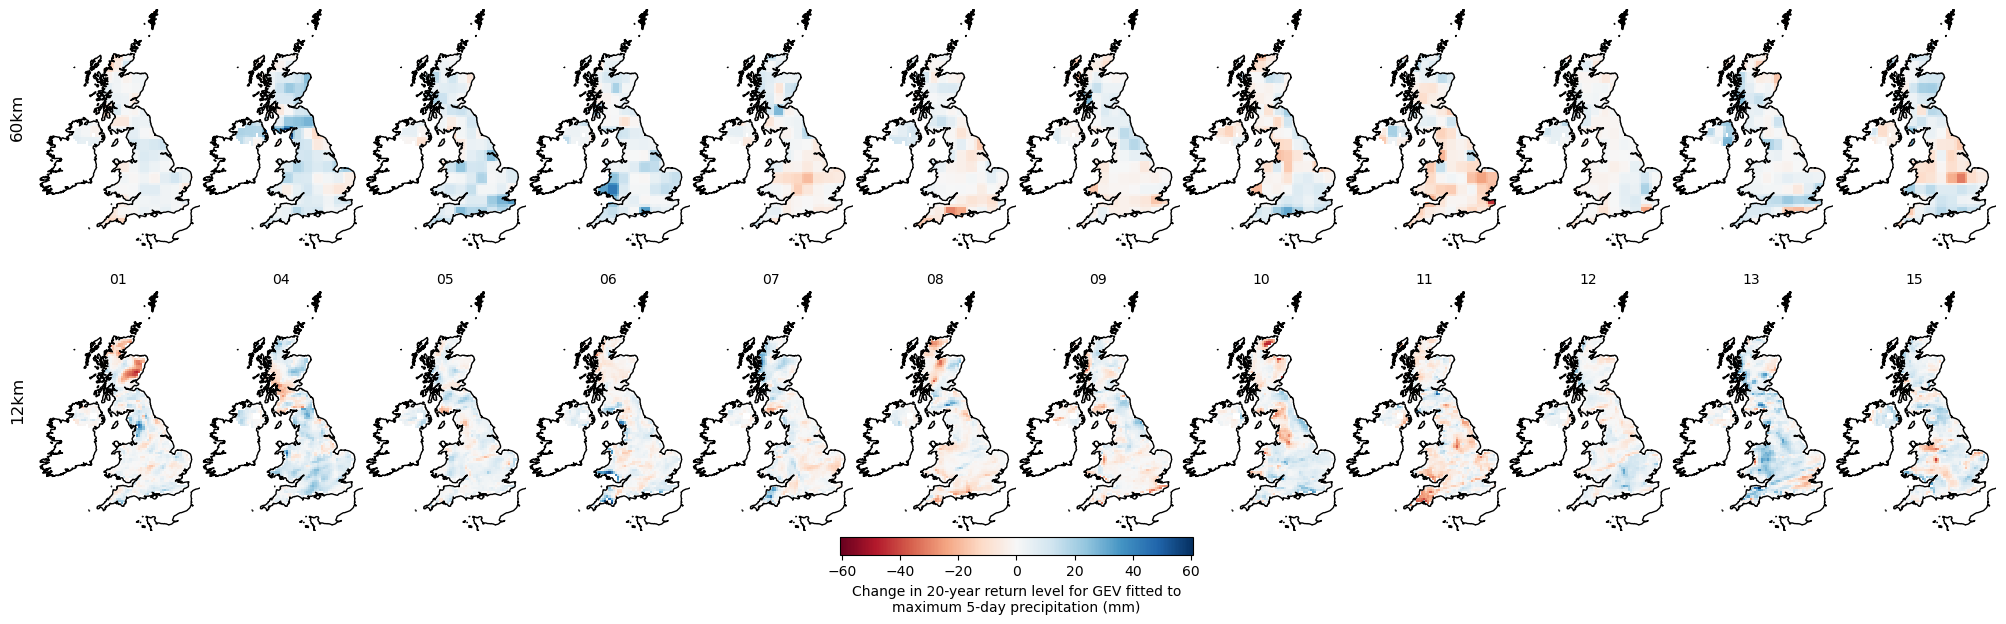 60km
01 04 05 06 07 08 09 10 11 12 13 15
12km
−60 −40 −20 0 20 40 60
Change in 20-year return level for GEV fitted to
maximum 5-day precipitation (mm)